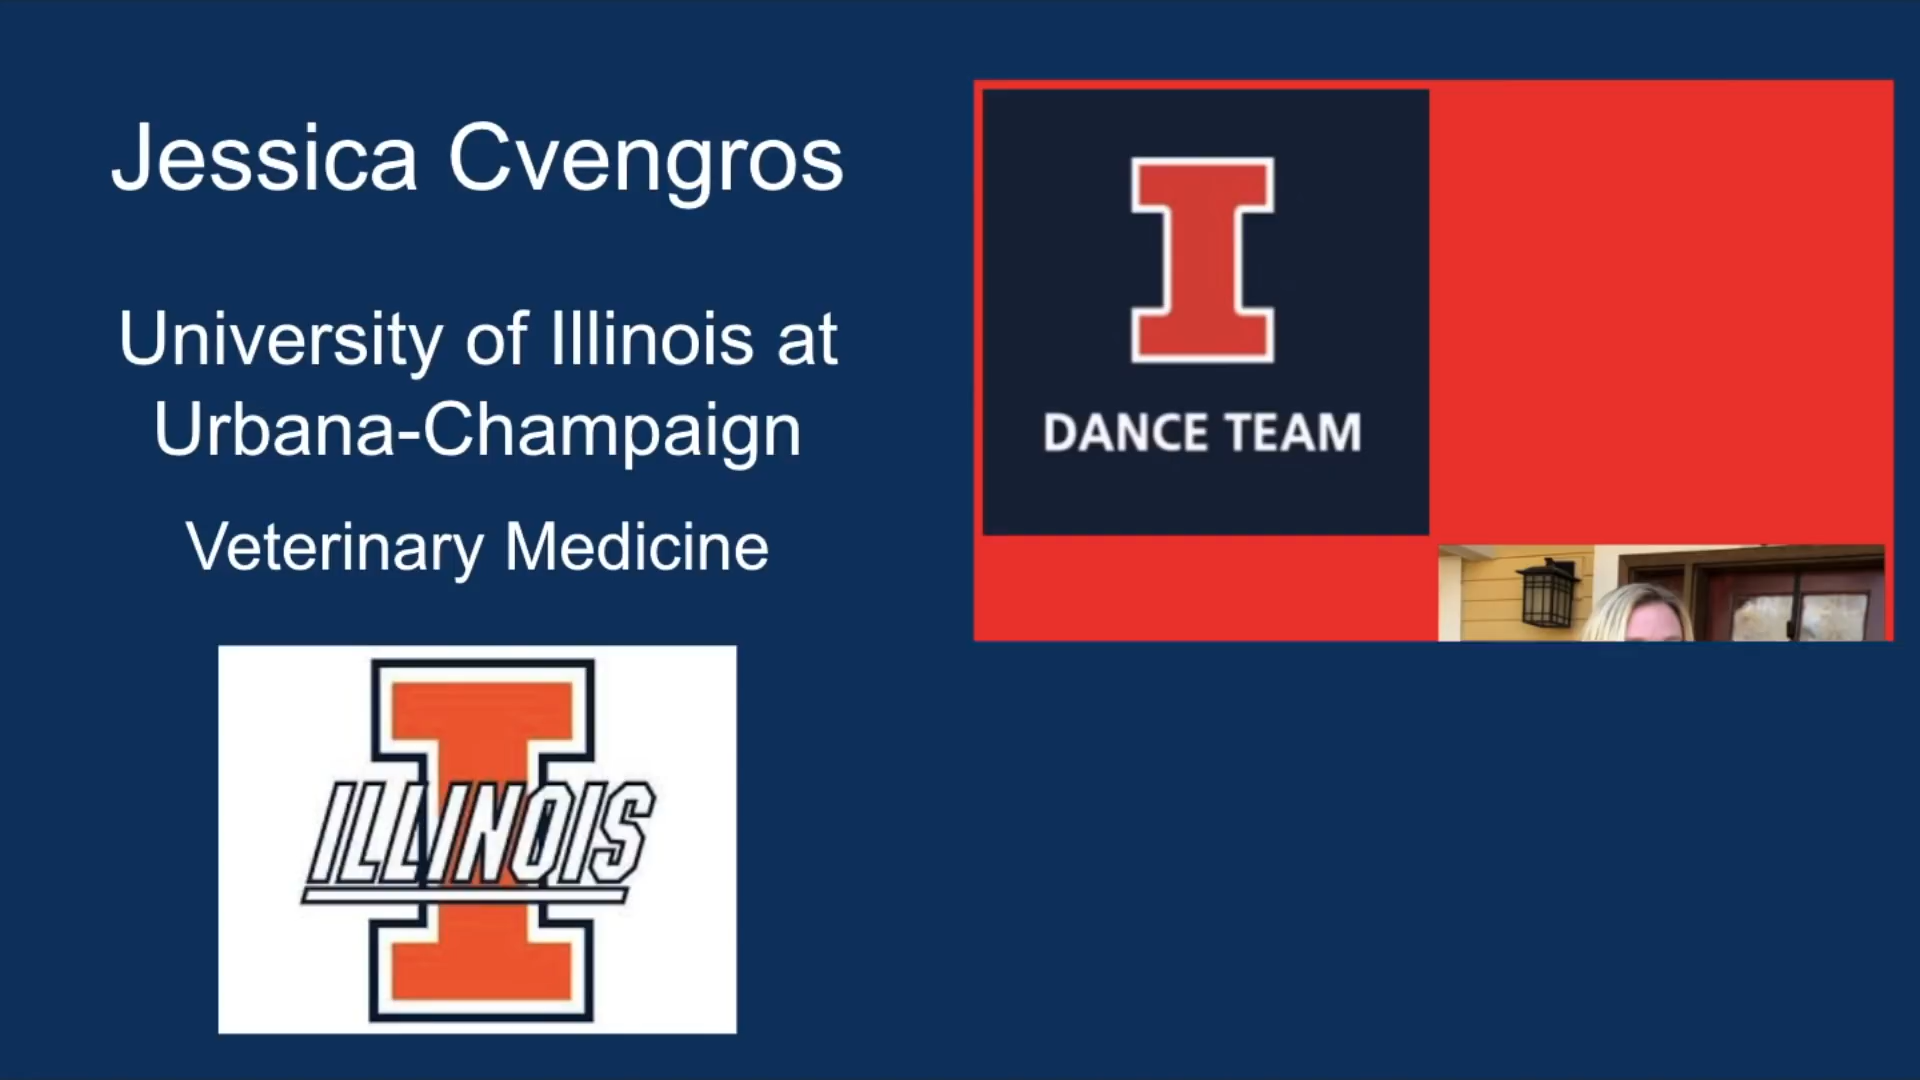 Jessica Cvengros
University of Illinois at
Urbana-Champaign
Veterinary Medicine
ILLINOIS
I
DANCE TEAM